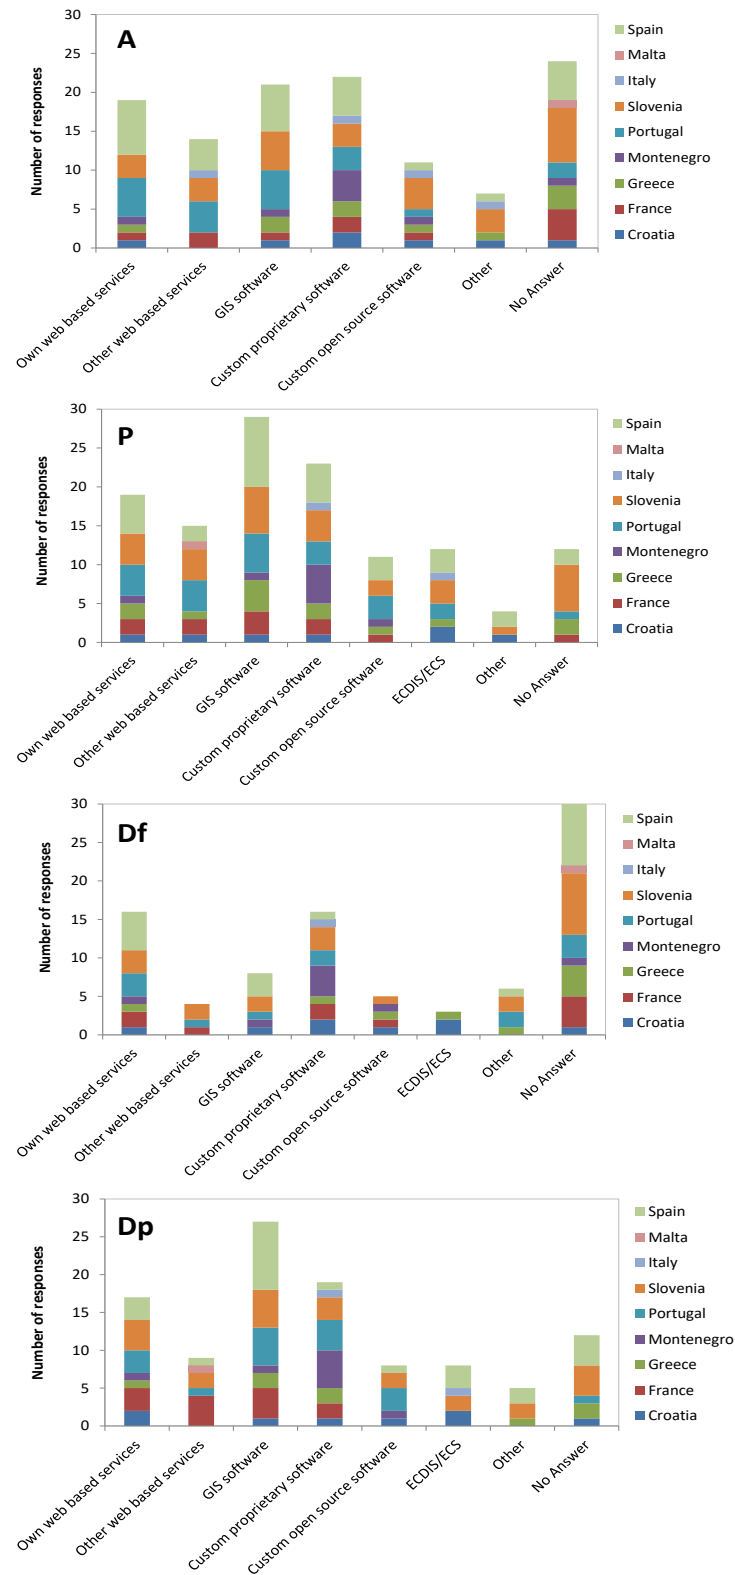 A
Number of responses
30
25
20
15
10
5
0
Own web based services
Other web based services
GIS software
Custom proprietary software
Custom open source software
Other
No Answer
Spain
Malta
Italy
Slovenia
Portugal
Montenegro
Greece
France
Croatia
P
Number of responses
30
25
20
15
10
5
0
Own web based services
Other web based services
GIS software
Custom proprietary software
Custom open source software
ECDIS/ECS
Other
No Answer
Spain
Malta
Italy
Slovenia
Portugal
Montenegro
Greece
France
Croatia
Df
Number of responses
30
25
20
15
10
5
0
Own web based services
Other web based services
GIS software
Custom proprietary software
Custom open source software
ECDIS/ECS
Other
No Answer
Spain
Malta
Italy
Slovenia
Portugal
Montenegro
Greece
France
Croatia
Dp
Number of responses
30
25
20
15
10
5
0
Own web based services
Other web based services
GIS software
Custom proprietary software
Custom open source software
ECDIS/ECS
Other
No Answer
Spain
Malta
Italy
Slovenia
Portugal
Montenegro
Greece
France
Croatia